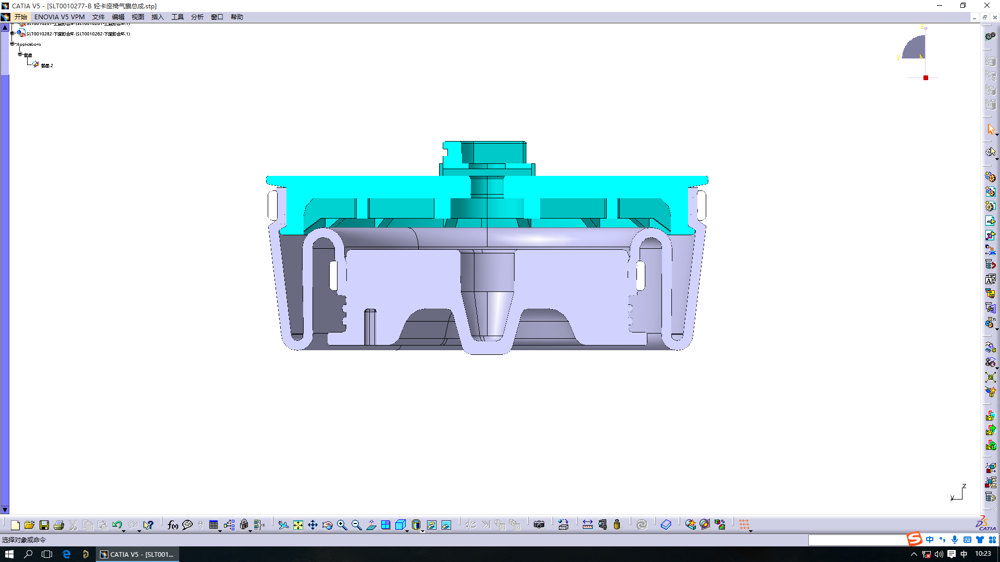 CATIA V5 - [SLT0010277-B 轻卡座椅气囊总成.stp]
开始 ENOVIA V5 VPM 文件 编辑 视图 插入 工具 分析 窗口 帮助
SLT0010282-下座扣合环 (SLT0010282-下座扣合环.1)
Applications
截面
截面.2
z
y
z
y
选择对象或命令
CATIA
中
CATIA V5 - [SLT001...
中
10:23